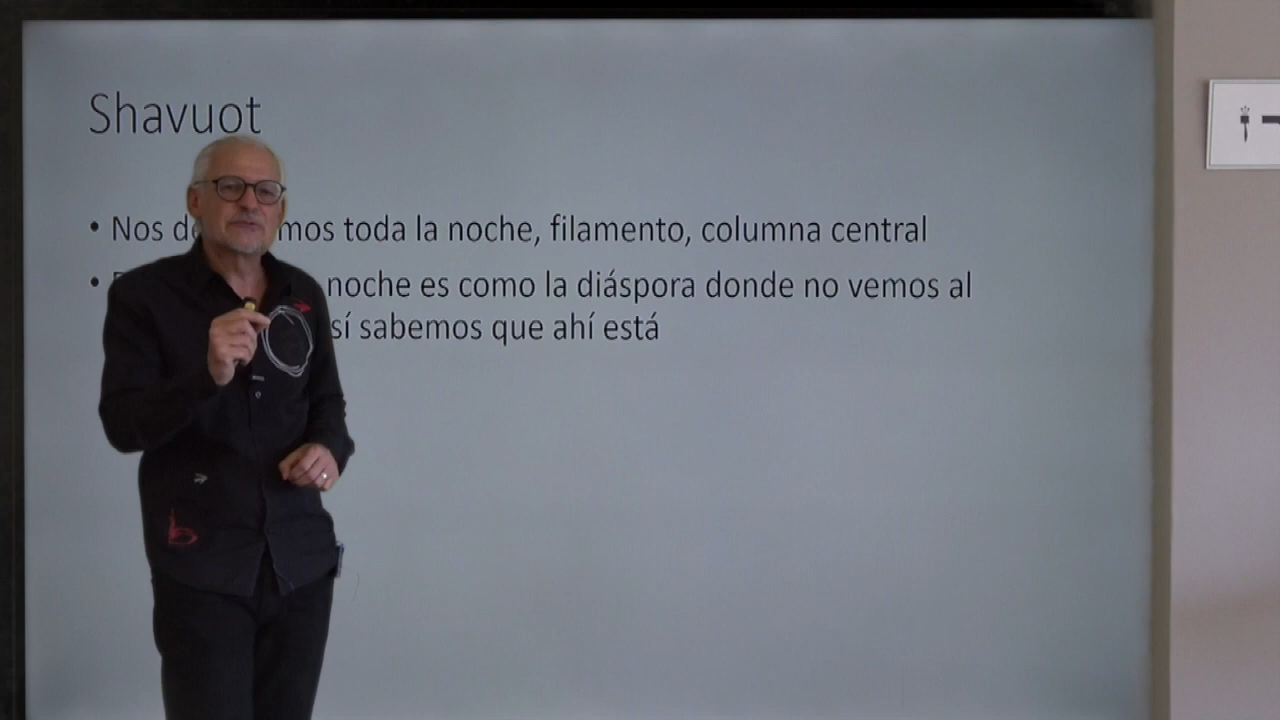 Shavuot
• Nos toda la noche, filamento, columna central
• noche es como la diáspora donde no vemos al
sí sabemos que ahí está